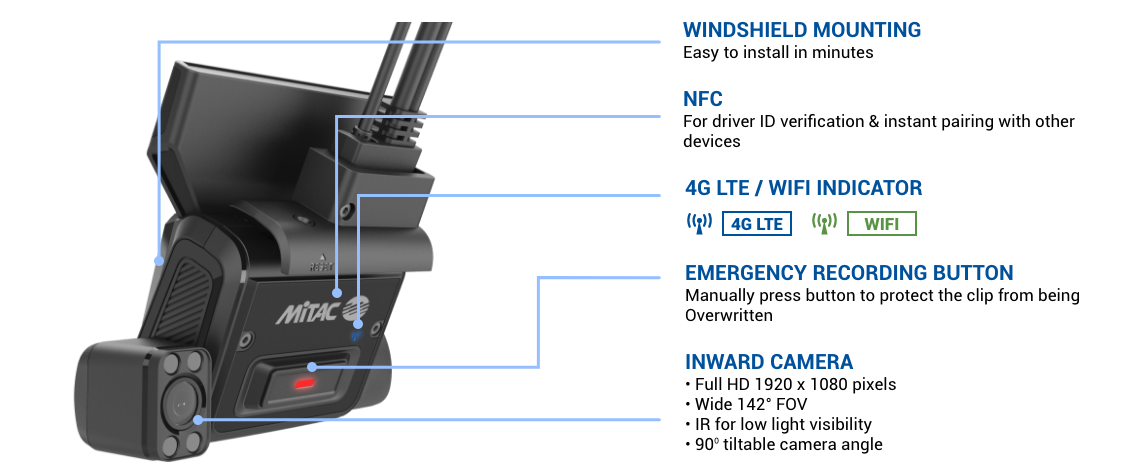 WINDSHIELD MOUNTING
Easy to install in minutes
NFC
For driver ID verification & instant pairing with other
devices
4G LTE / WIFI INDICATOR
4G LTE
WIFI
EMERGENCY RECORDING BUTTON
Manually press button to protect the clip from being
Overwritten
INWARD CAMERA
• Full HD 1920 x 1080 pixels
• Wide 142° FOV
• IR for low light visibility
• 90⁰ tiltable camera angle
RESET
MiTAC